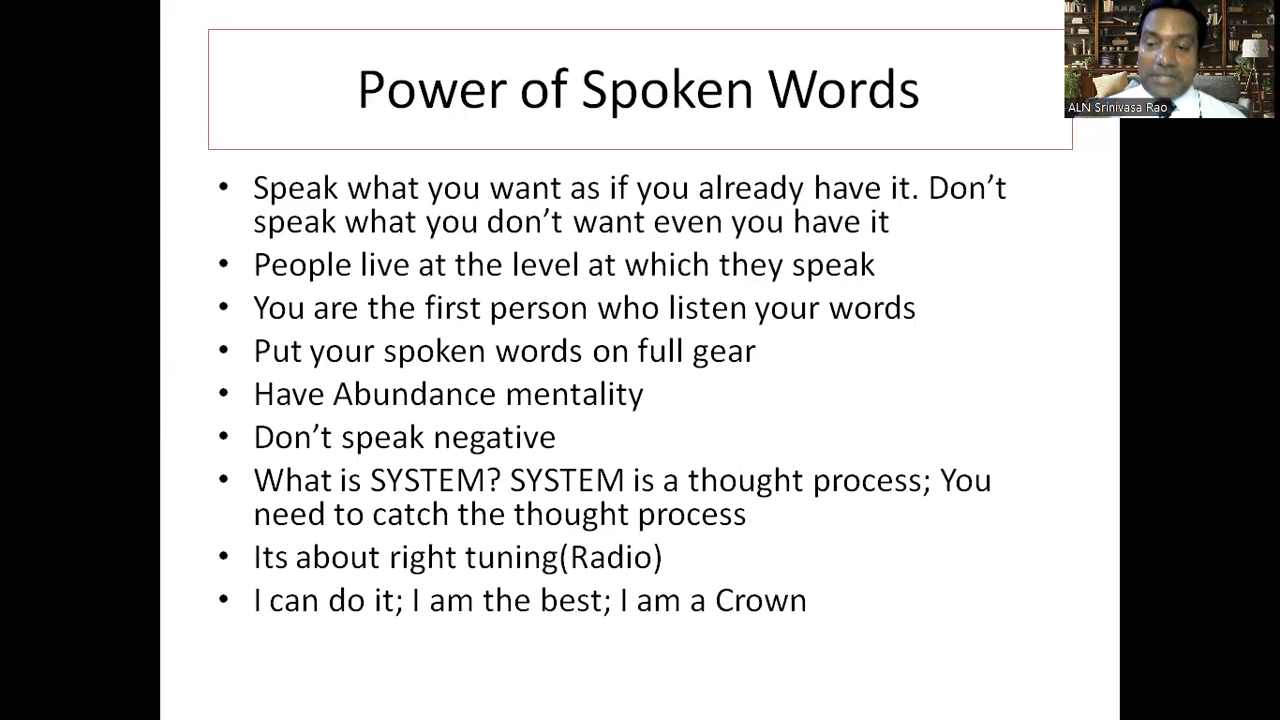 Power of Spoken Words
ALN Srinivasa Rao
• Speak what you want as if you already have it. Don’t
speak what you don’t want even you have it
• People live at the level at which they speak
• You are the first person who listen your words
• Put your spoken words on full gear
• Have Abundance mentality
• Don’t speak negative
• What is SYSTEM? SYSTEM is a thought process; You
need to catch the thought process
• Its about right tuning(Radio)
• I can do it; I am the best; I am a Crown